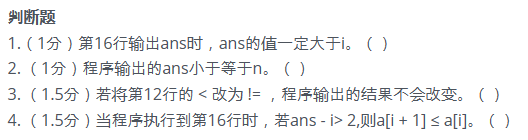 判断题
1.（1分）第16行输出ans时，ans的值一定大于i。（ ）
2.（1分）程序输出的ans小于等于n。（ ）
3.（1.5分）若将第12行的 < 改为 != ，程序输出的结果不会改变。（ ）
4.（1.5分）当程序执行到第16行时，若ans - i> 2,则a[i + 1] ≤ a[i]。（ ）